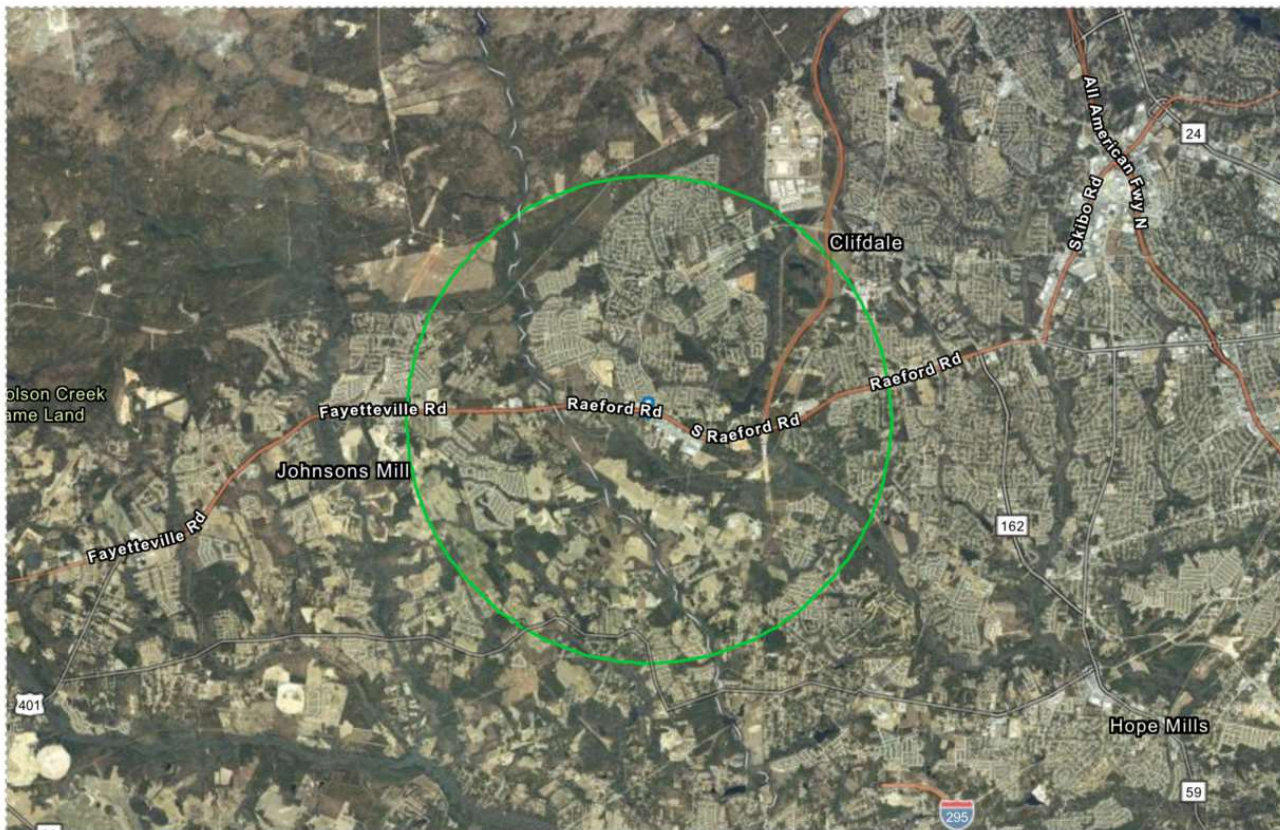 All American Fwy N
24
Skibo Rd
Clifdale
Raeford Rd
olson Creek
ame Land
Fayetteville Rd
Raeford Rd
S Raeford Rd
Johnsons Mill
Fayetteville Rd
162
401
Hope Mills
59
295